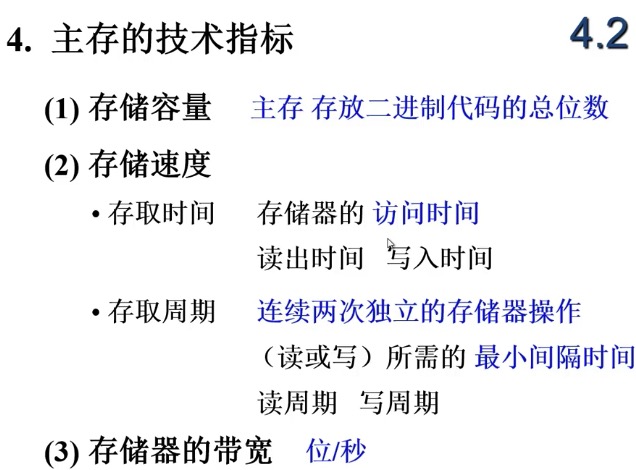 4. 主存的技术指标 4.2
(1) 存储容量 主存 存放二进制代码的总位数
(2) 存储速度
• 存取时间 存储器的 访问时间
读出时间 写入时间
• 存取周期 连续两次独立的存储器操作
（读或写）所需的 最小间隔时间
读周期 写周期
(3) 存储器的带宽 位/秒